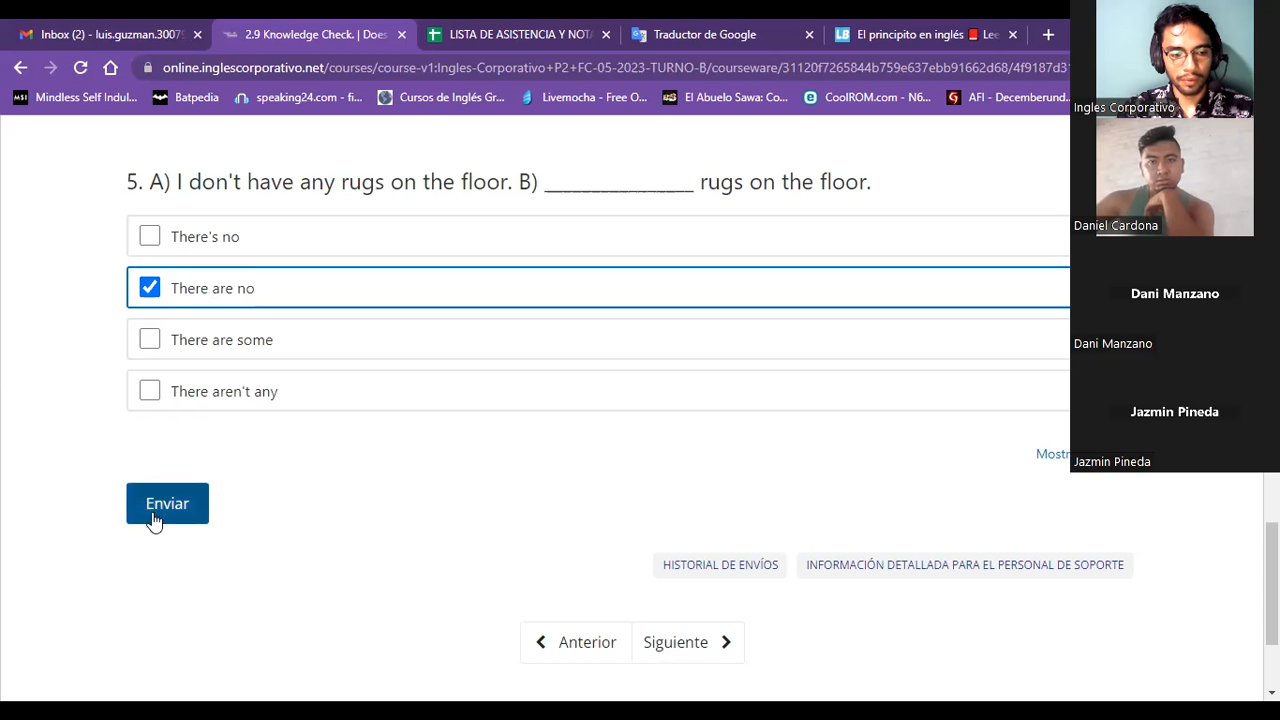 Inbox (2) - luis.guzman.3007
2.9 Knowledge Check. | Does
LISTA DE ASISTENCIA Y NOTA
Traductor de Google
El principito en inglés
Lee
online.inglescorporativo.net/courses/course-v1:Ingles-Corporativo+P2+FC-05-2023-TURNO-B/courseware/31120f7265844b759e637ebb91662d68/4f9187d3
Mindless Self Indul...
Batpedia
speaking24.com - fi...
Cursos de Inglés Gr...
Livemocha - Free O...
El Abuelo Sawa: Co...
CoolROM.com - N6...
AFI - Decemberund...
Ingles Corporativo
Daniel Cardona
Dani Manzano
Dani Manzano
Jazmin Pineda
Jazmin Pineda
5. A) I don't have any rugs on the floor. B) ________________ rugs on the floor.
There's no
There are no
There are some
There aren't any
Mostr
Enviar
HISTORIAL DE ENVÍOS
INFORMACIÓN DETALLADA PARA EL PERSONAL DE SOPORTE
Anterior
Siguiente